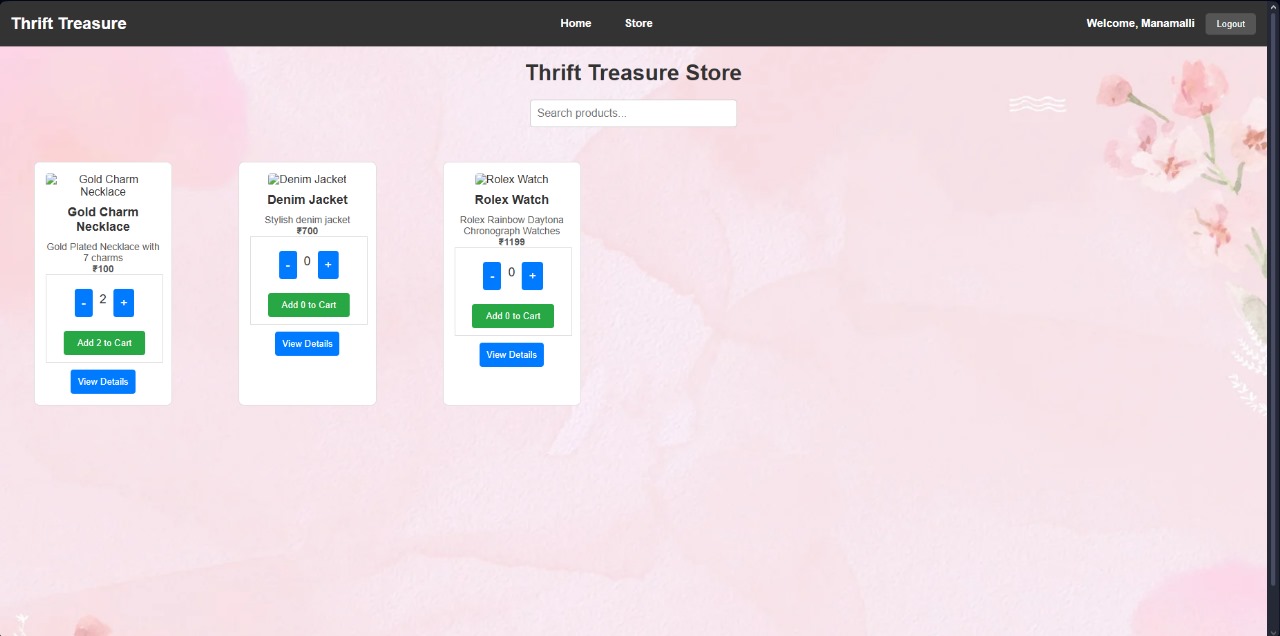 Thrift Treasure
Home
Store
Welcome, Manamalli
Logout
Thrift Treasure Store
Search products...
Gold Charm
Necklace
Gold Charm
Necklace
Gold Plated Necklace with
7 charms
₹100
- 2 +
Add 2 to Cart
View Details
Denim Jacket
Denim Jacket
Stylish denim jacket
₹700
- 0 +
Add 0 to Cart
View Details
Rolex Watch
Rolex Watch
Rolex Rainbow Daytona
Chronograph Watches
₹1199
- 0 +
Add 0 to Cart
View Details